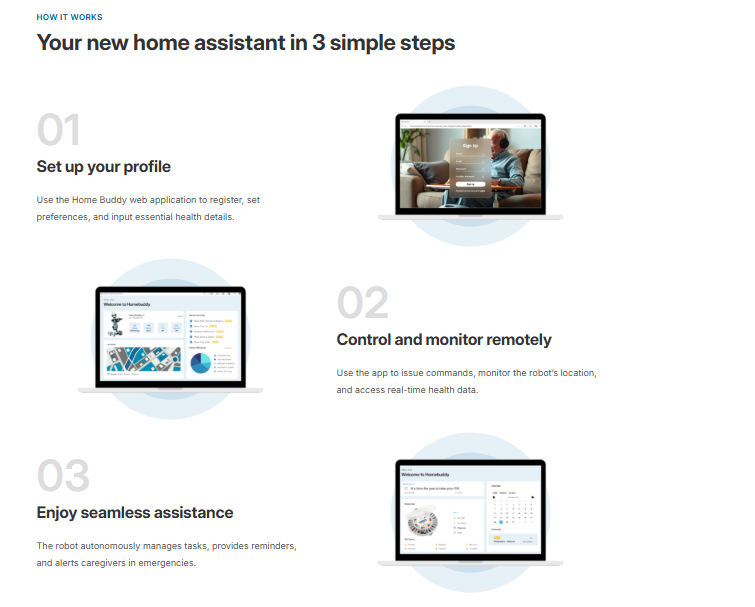 HOW IT WORKS
Your new home assistant in 3 simple steps
01
Set up your profile
Use the Home Buddy web application to register, set
preferences, and input essential health details.
Sign Up
Sign Up
Welcome to Homebuddy
02
Control and monitor remotely
Use the app to issue commands, monitor the robot's location,
and access real-time health data.
03
Enjoy seamless assistance
The robot autonomously manages tasks, provides reminders,
and alerts caregivers in emergencies.
Welcome to Homebuddy
It's time for you to take your Pill